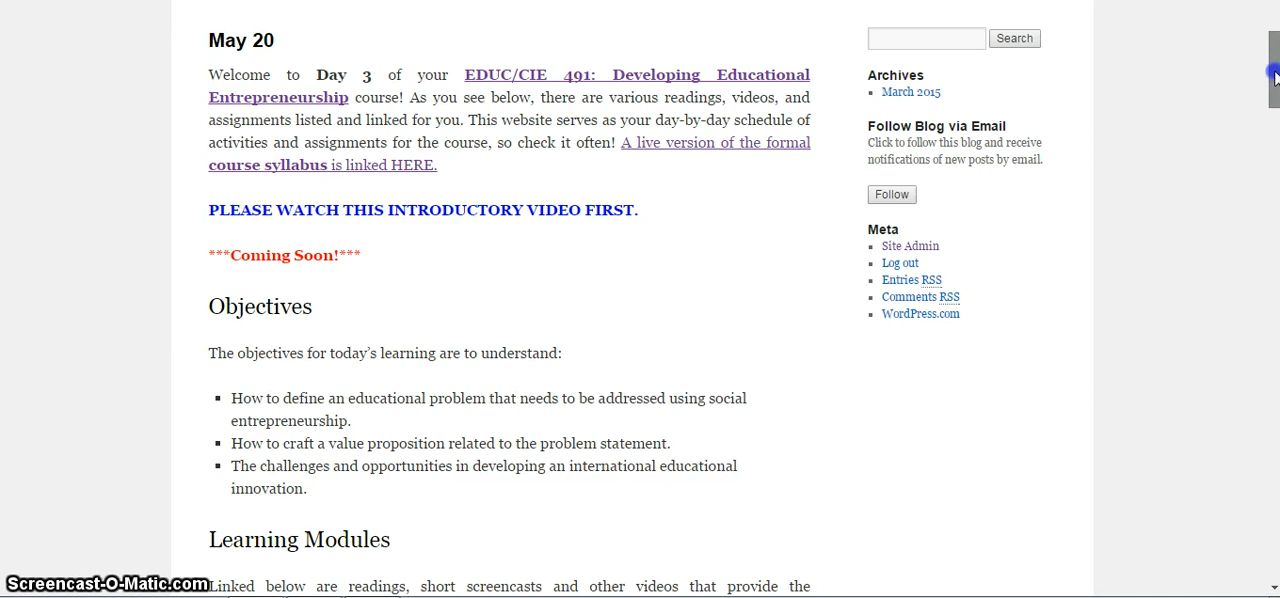 May 20
Welcome to Day 3 of your EDUC/CIE 491: Developing Educational
Entrepreneurship course! As you see below, there are various readings, videos, and
assignments listed and linked for you. This website serves as your day-by-day schedule of
activities and assignments for the course, so check it often! A live version of the formal
course syllabus is linked HERE.
PLEASE WATCH THIS INTRODUCTORY VIDEO FIRST.
***Coming Soon!***
Objectives
The objectives for today's learning are to understand:
How to define an educational problem that needs to be addressed using social
entrepreneurship.
How to craft a value proposition related to the problem statement.
The challenges and opportunities in developing an international educational
innovation.
Learning Modules
Linked below are readings, short screencasts and other videos that provide the
Search
Archives
March 2015
Follow Blog via Email
Click to follow this blog and receive
notifications of new posts by email.
Follow
Meta
Site Admin
Log out
Entries RSS
Comments RSS
WordPress.com
Screencast-O-Matic.com